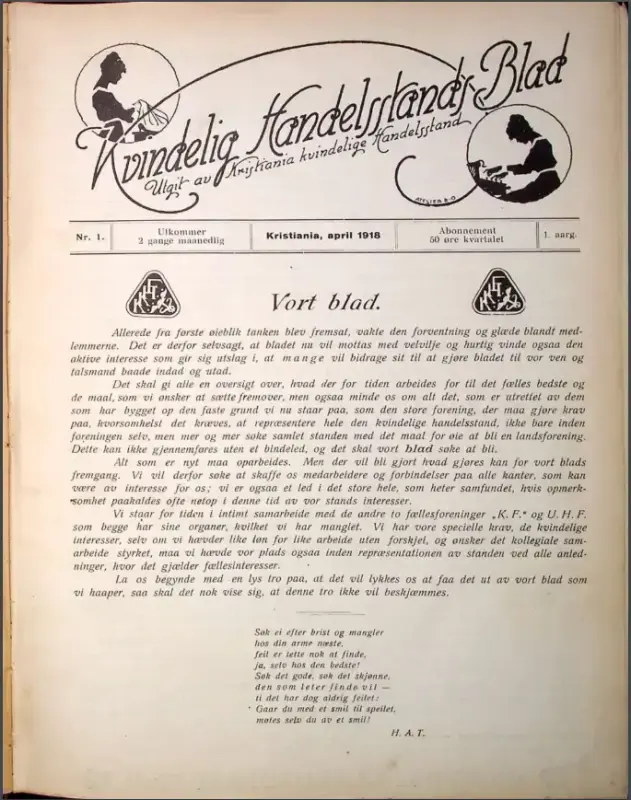 Kvindelig Handelsstands Blad
Utgit av Kristiania kvindelige Handelsstand
ATELIER B-O
Nr. 1.
Utkommer
2 gange maanedlig
Kristiania, april 1918
Abonnement
50 øre kvartalet
1. aarg.
Vort blad.
Allerede fra første øieblik tanken blev fremsat, vakte den forventning og glæde blandt med-
lemmerne. Det er derfor selvsagt, at bladet nu vil mottas med velvilje og hurtig vinde ogsaa den
aktive interesse som gir sig utslag i, at mange vil bidrage sit til at gjøre bladet til vor ven og
talsmand baade indad og utad.
Det skal gi alle en oversigt over, hvad der for tiden arbeides for til det fælles bedste og
de maal, som vi ønsker at sætte fremover, men ogsaa minde os om alt det, som er utrettet av dem
som har bygget op den faste grund vi nu staar paa, som den store forening, der maa gjøre krav
paa, hvorsomhelst det kræves, at repræsentere hele den kvindelige handelsstand, ikke bare inden
foreningen selv, men mer og mer søke samlet standen med det maal for øie at bli en landsforening.
Dette kan ikke gjennemføres uten et bindeled, og det skal vort blad søke at bli.
Alt som er nyt maa oparbeides. Men der vil bli gjort hvad gjøres kan for vort blads
fremgang. Vi vil derfor søke at skaffe os medarbeidere og forbindelser paa alle kanter, som kan
være av interesse for os; vi er ogsaa et led i det store hele, som heter samfundet, hvis opmerk-
somhet paakaldes ofte netop i denne tid av vor stands interesser.
Vi staar for tiden i intimt samarbeide med de andre to fællesforeninger „K. F." og U. H. F.
som begge har sine organer, hvilket vi har manglet. Vi har vore specielle krav, de kvindelige
interesser, selv om vi hævder like løn for like arbeide uten forskjel, og ønsker det kollegiale sam-
arbeide styrket, maa vi hævde vor plads ogsaa inden repræsentationen av standen ved alle anled-
ninger, hvor det gjælder fællesinteresser.
La os begynde med en lys tro paa, at det vil lykkes os at faa det ut av vort blad som
vi haaper, saa skal det nok vise sig, at denne tro ikke vil beskjæmmes.
Søk ei efter brist og mangler
hos din arme næste,
feil er lette nok at finde,
ja, selv hos den bedste!
Søk det gode, søk det skjønne,
den som leter finde vil —
ti det har dog aldrig feilet:
Gaar du med et smil til speilet,
møtes selv du av et smil!
H. A. T.